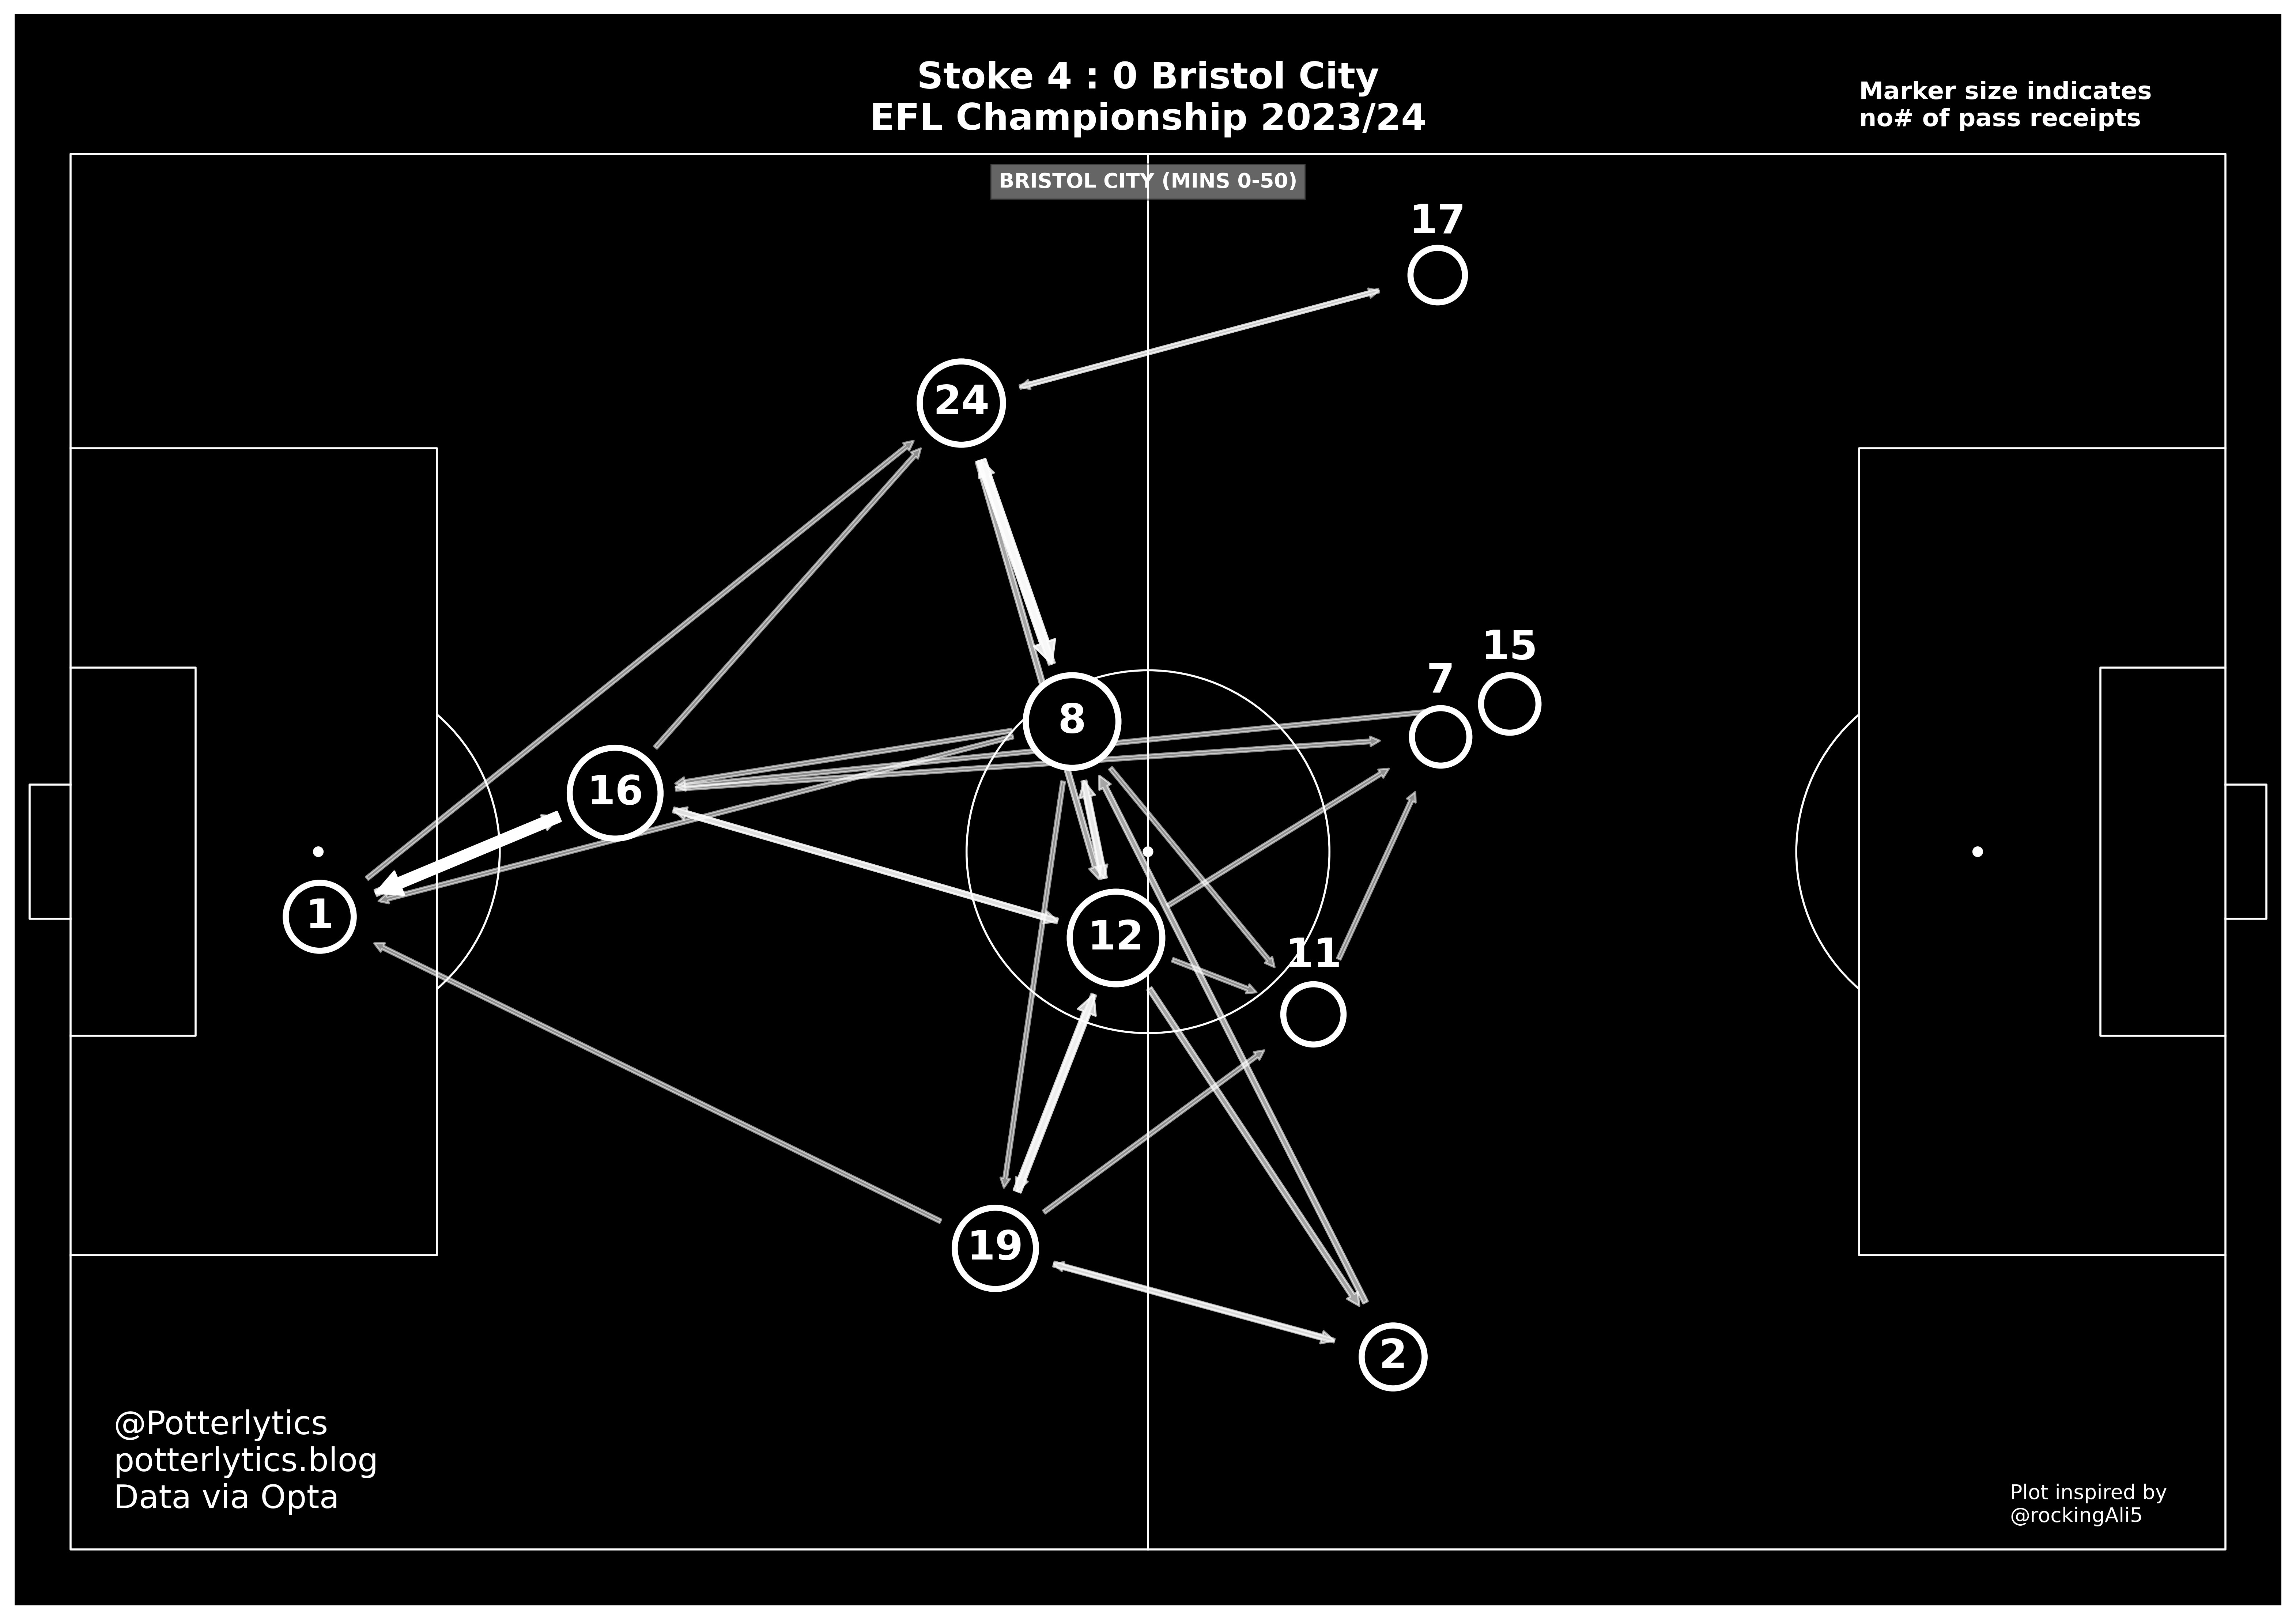 Stoke 4 : 0 Bristol City
EFL Championship 2023/24
Marker size indicates
no# of pass receipts
BRISTOL CITY (MINS 0-50)
17
24
15
7
8
16
1
12
11
19
2
@Potterlytics
potterlytics.blog
Data via Opta
Plot inspired by
@rockingAli5